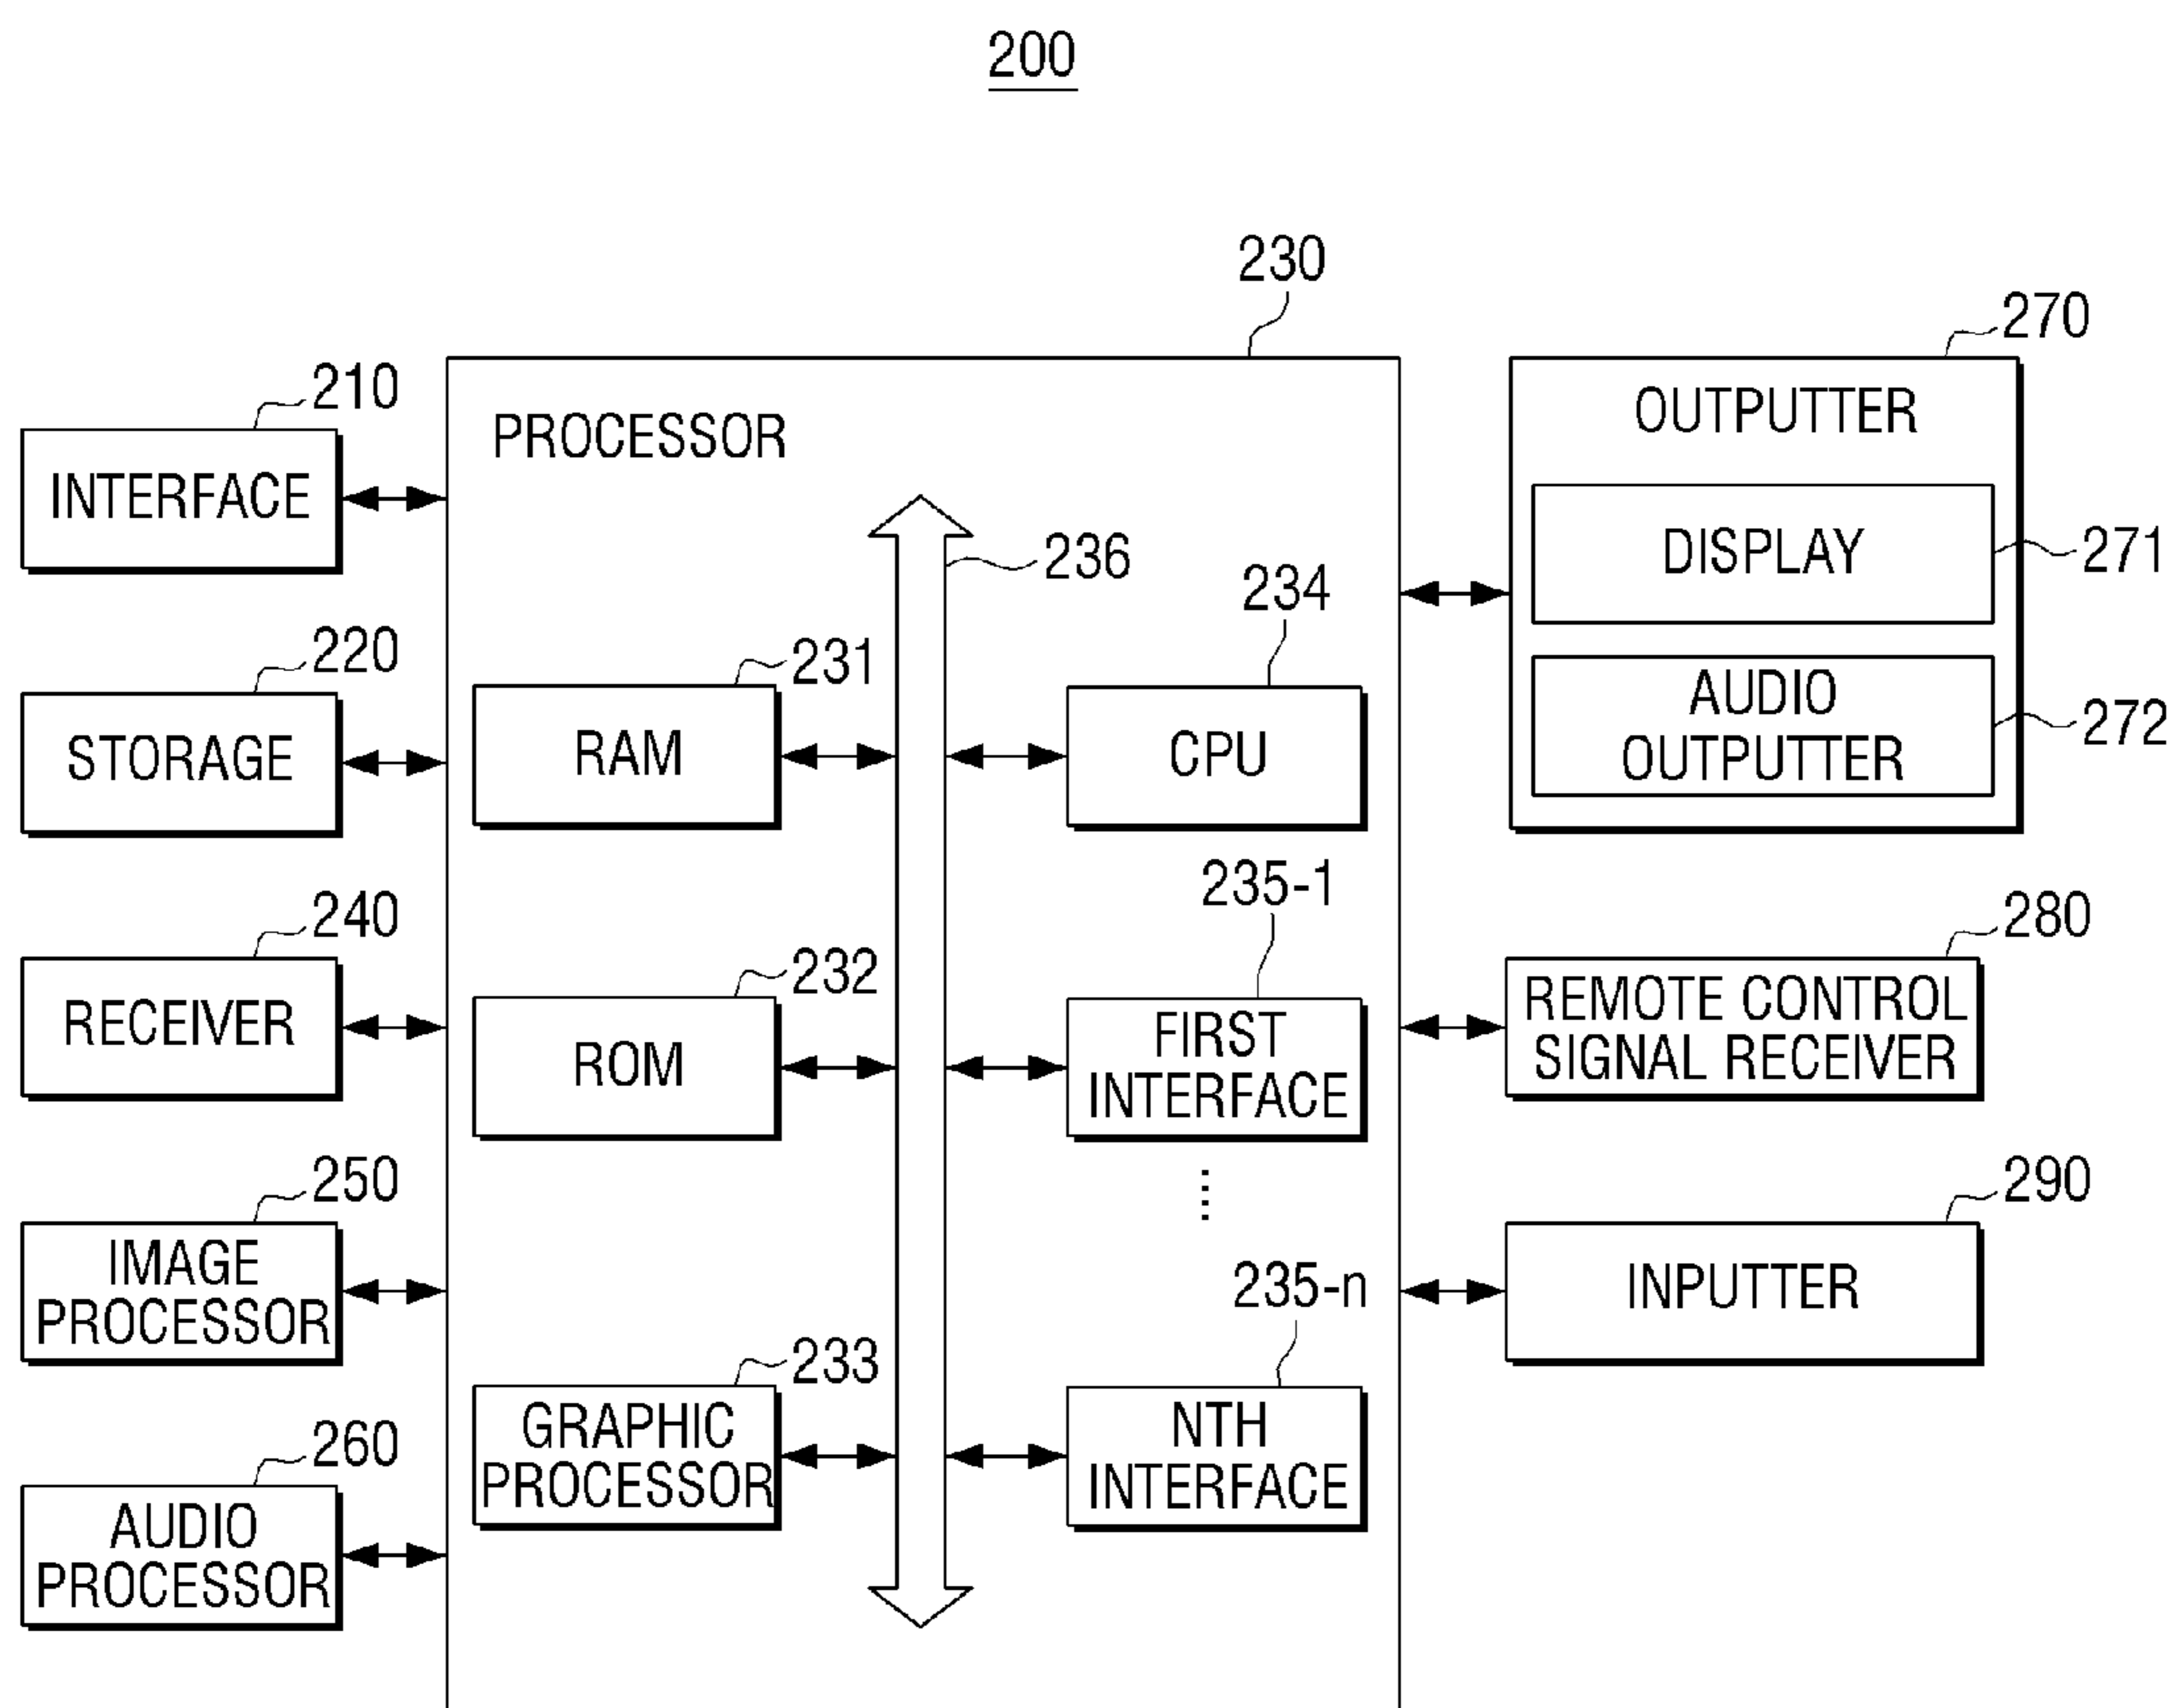 200
230
270
210
INTERFACE
PROCESSOR
OUTPUTTER
236
DISPLAY
271
234
220
STORAGE
231
RAM
CPU
AUDIO
OUTPUTTER
272
235-1
240
RECEIVER
232
ROM
FIRST
INTERFACE
280
REMOTE CONTROL
SIGNAL RECEIVER
250
IMAGE
PROCESSOR
235-n
290
INPUTTER
233
GRAPHIC
PROCESSOR
NTH
INTERFACE
260
AUDIO
PROCESSOR